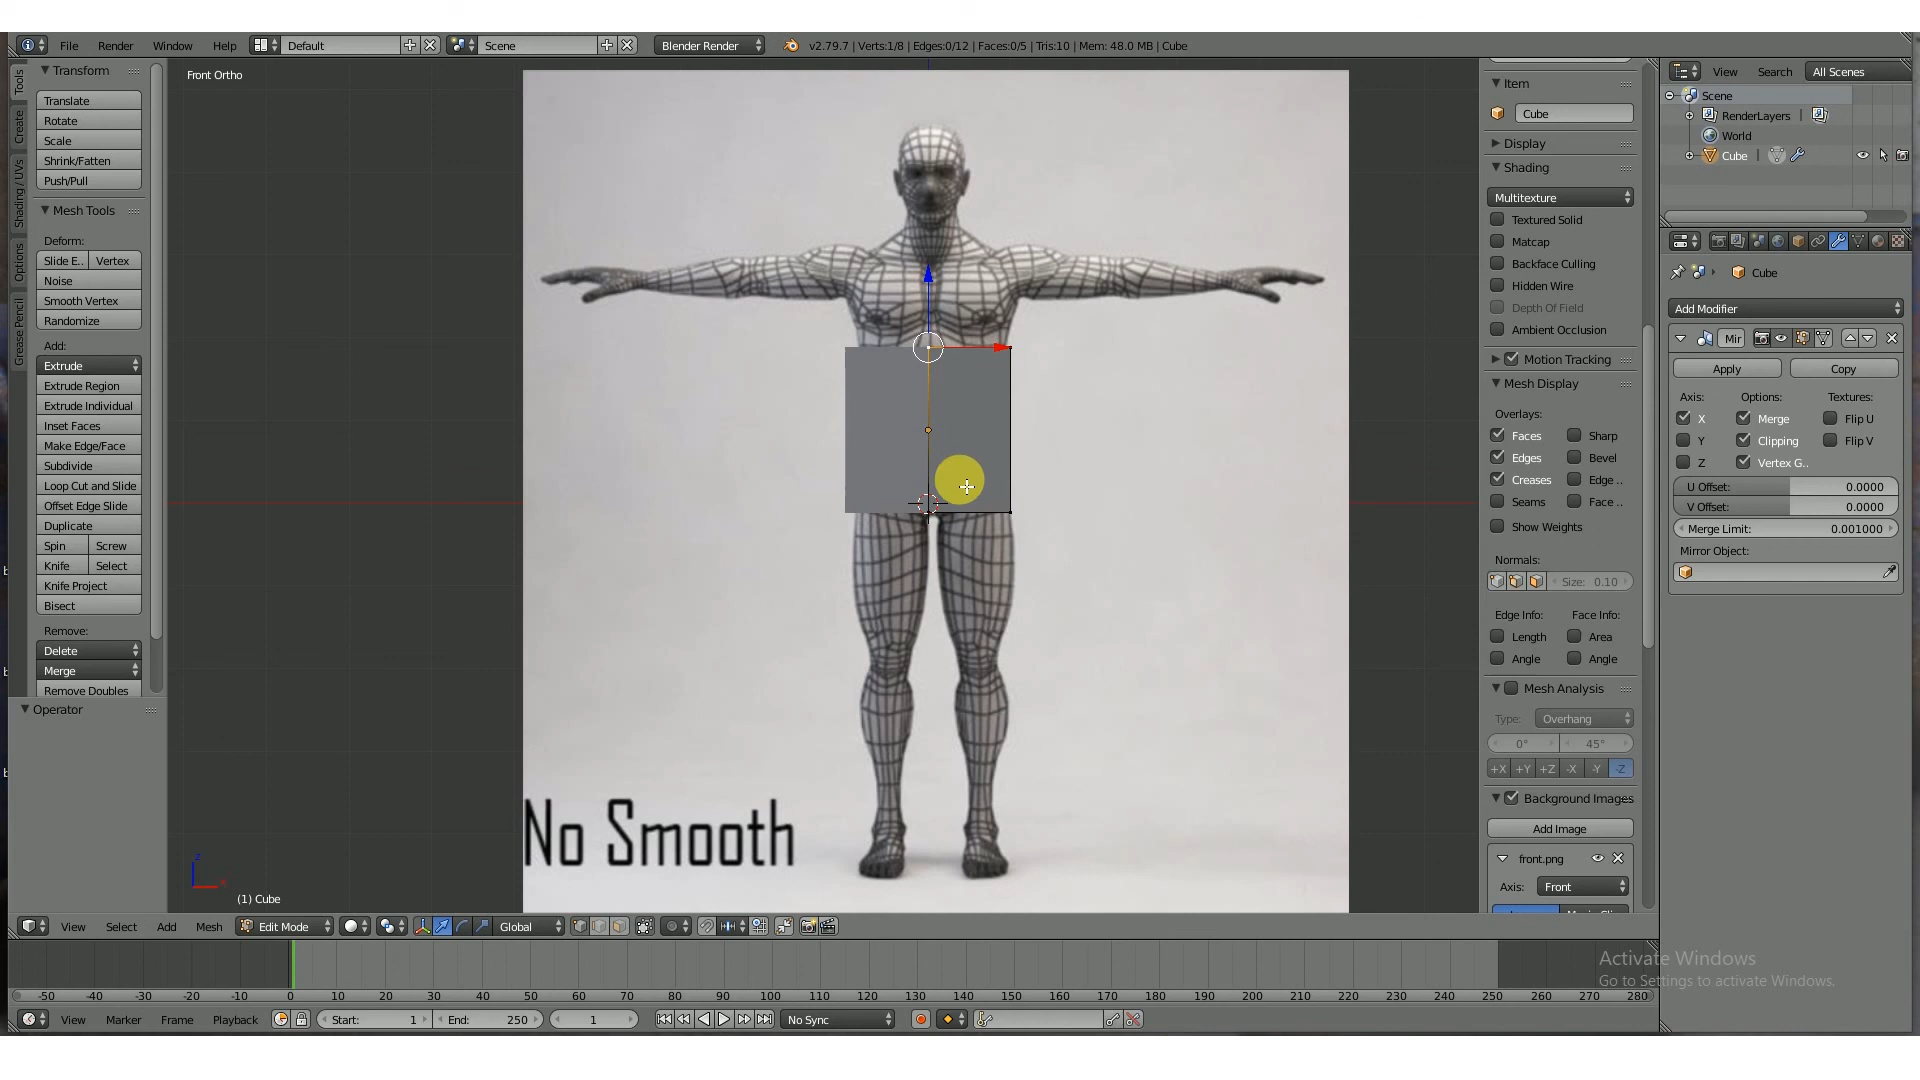 File Render Window Help Default Scene Blender Render v2.79.7 | Verts:1/8 | Edges:0/12 | Faces:0/5 | Tris:10 | Mem: 48.0 MB | Cube
Tools
Create
Shading / UVs
Options
Grease Pencil
Transform
Translate
Rotate
Scale
Shrink/Fatten
Push/Pull
Mesh Tools
Deform:
Slide E.. Vertex
Noise
Smooth Vertex
Randomize
Add:
Extrude
Extrude Region
Extrude Individual
Inset Faces
Make Edge/Face
Subdivide
Loop Cut and Slide
Offset Edge Slide
Duplicate
Spin Screw
Knife Select
Knife Project
Bisect
Remove:
Delete
Merge
Remove Doubles
Operator
Front Ortho
No Smooth
(1) Cube
Item
Cube
Display
Shading
Multitexture
Textured Solid
Matcap
Backface Culling
Hidden Wire
Depth Of Field
Ambient Occlusion
Motion Tracking
Mesh Display
Overlays:
Faces Sharp
Edges Bevel
Creases Edge ..
Seams Face ..
Show Weights
Normals:
Size: 0.10
Edge Info: Face Info:
Length Area
Angle Angle
Mesh Analysis
Type: Overhang
0° 45°
+X +Y +Z -X -Y -Z
Background Images
Add Image
front.png
Axis: Front
View Search All Scenes
Scene
RenderLayers |
World
Cube |
Cube
Add Modifier
Mir
Apply Copy
Axis: Options: Textures:
X Merge Flip U
Y Clipping Flip V
Z Vertex G..
U Offset: 0.0000
V Offset: 0.0000
Merge Limit: 0.001000
Mirror Object:
View Select Add Mesh Edit Mode Global
-50 -40 -30 -20 -10 0 10 20 30 40 50 60 70 80 90 100 110 120 130 140 150 160 170 180 190 200 210 220 230 240 250 260 270 280
View Marker Frame Playback Start: 1 End: 250 1 No Sync
Activate Windows
Go to Settings to activate Windows.